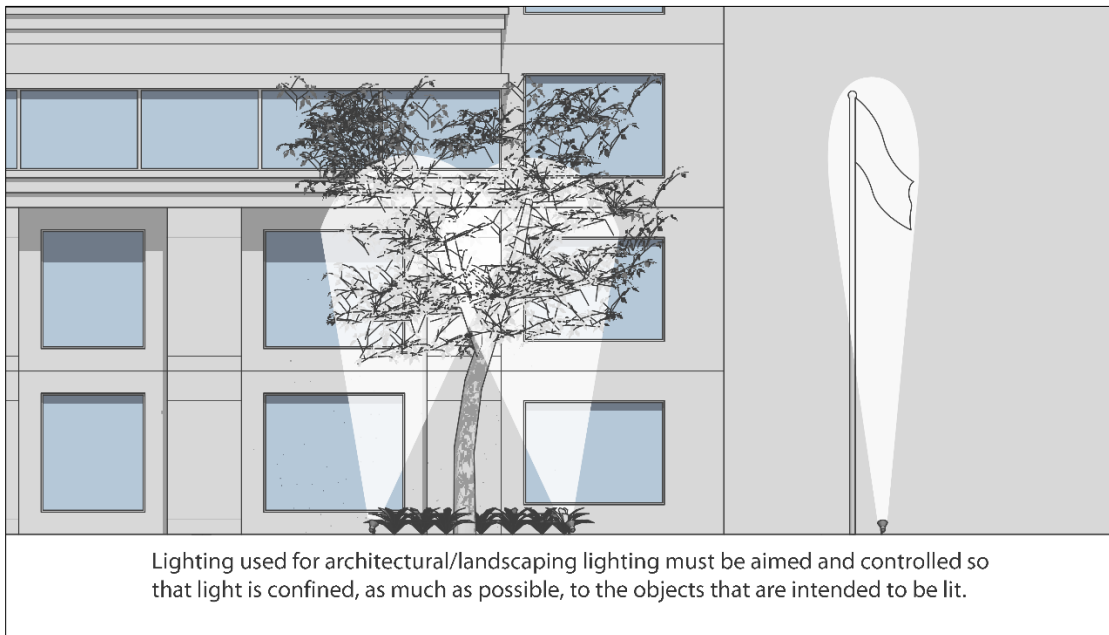 Lighting used for architectural/landscaping lighting must be aimed and controlled so
that light is confined, as much as possible, to the objects that are intended to be lit.